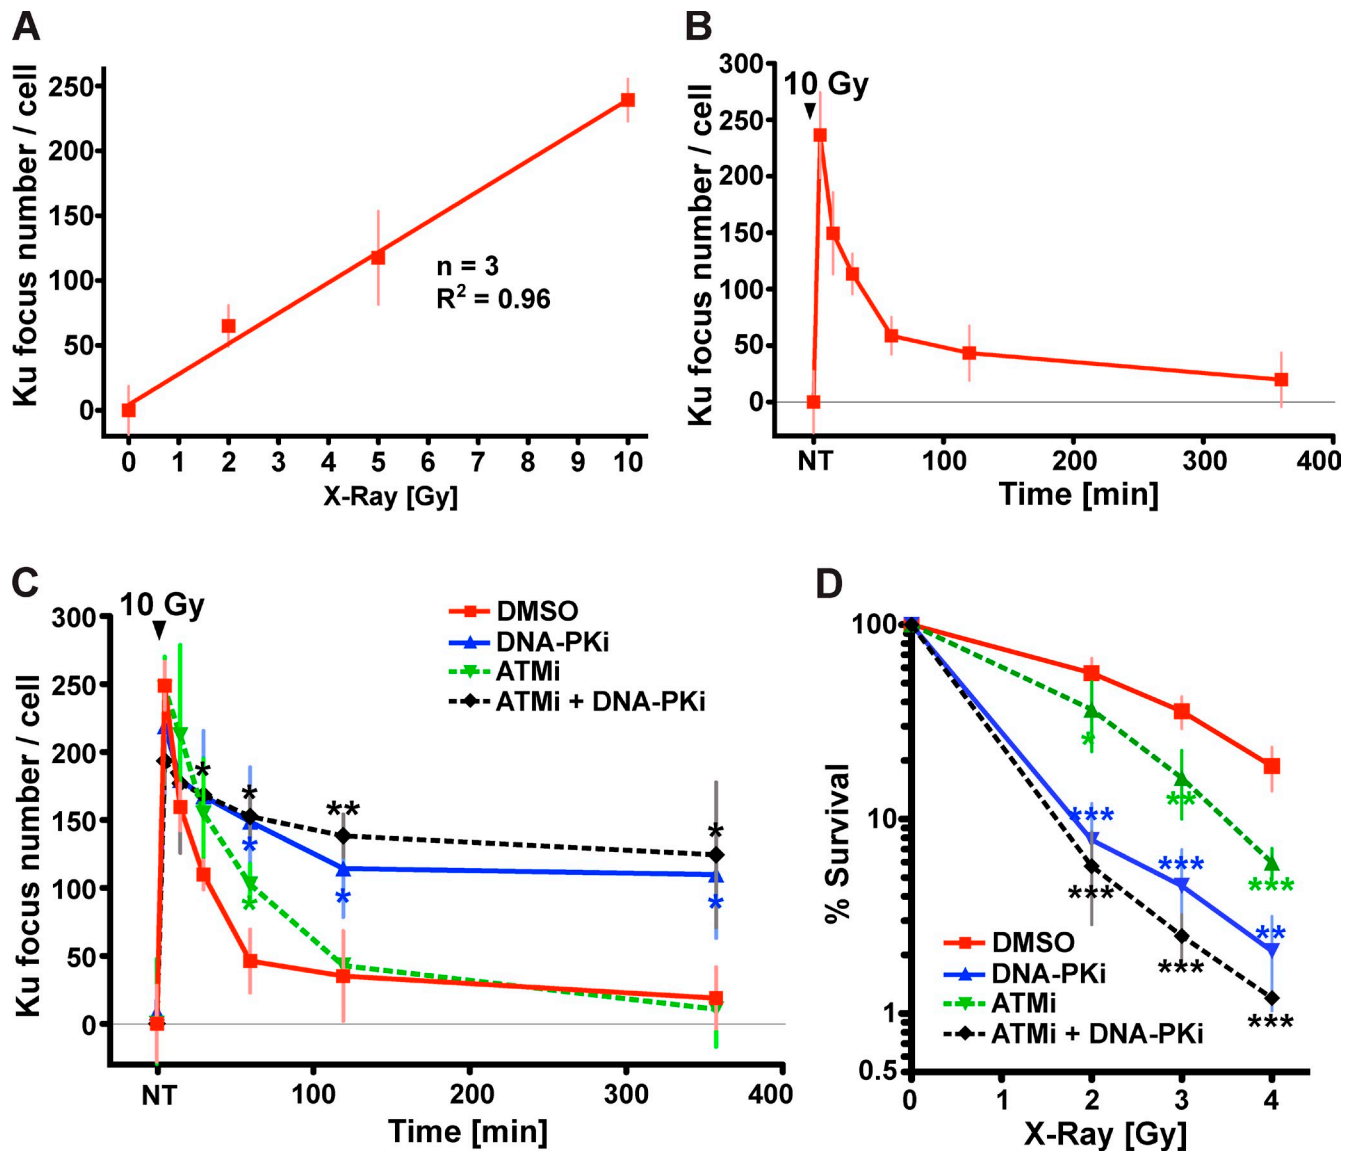 A
Ku focus number / cell
250
200
150
100
50
0
n = 3
R² = 0.96
0 1 2 3 4 5 6 7 8 9 10
X-Ray [Gy]
B
Ku focus number / cell
300
250
200
150
100
50
0
10 Gy
NT 100 200 300 400
Time [min]
C
Ku focus number / cell
300
250
200
150
100
50
0
10 Gy
DMSO
DNA-PKi
ATMi
ATMi + DNA-PKi
*
*
**
*
*
*
*
*
NT 100 200 300 400
Time [min]
D
% Survival
100
10
1
0.5
*
**
***
***
***
**
***
***
***
DMSO
DNA-PKi
ATMi
ATMi + DNA-PKi
0 1 2 3 4
X-Ray [Gy]